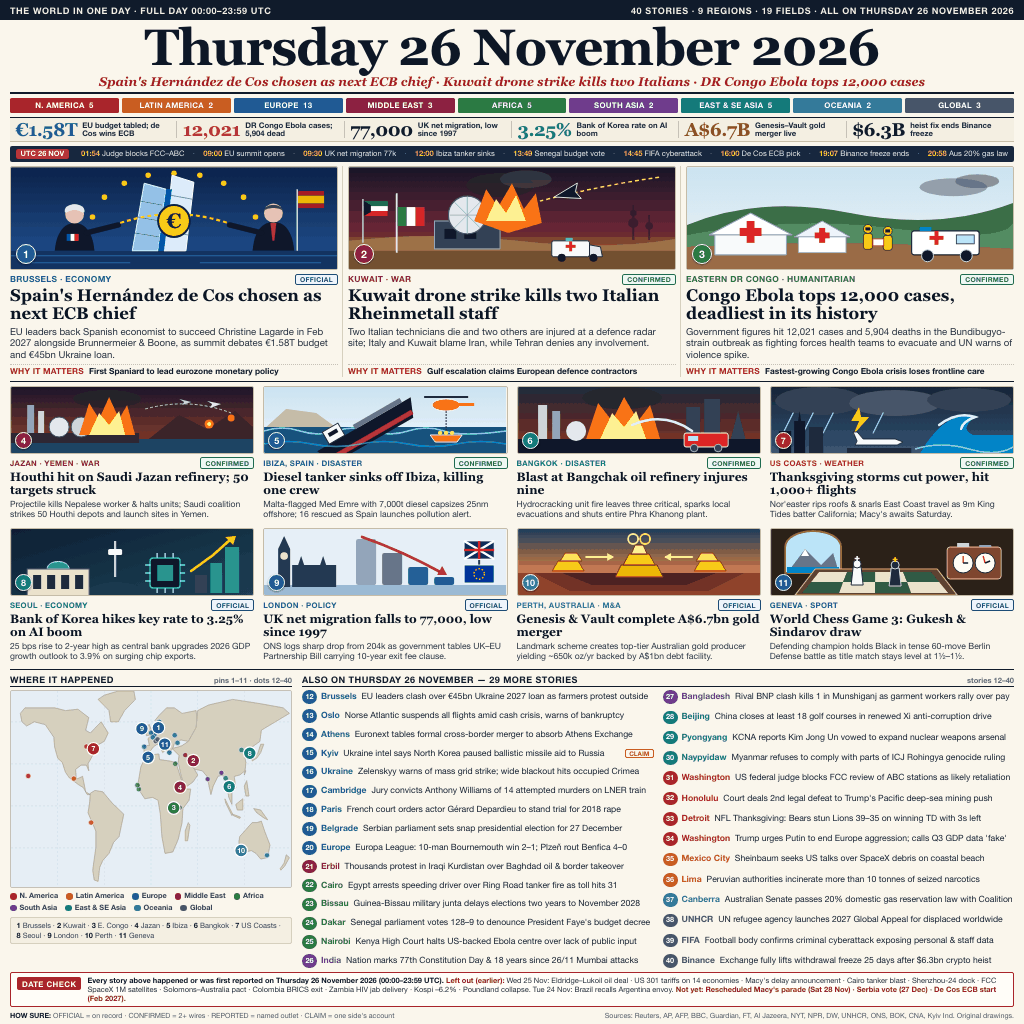 THE WORLD IN ONE DAY · FULL DAY 00:00–23:59 UTC
40 STORIES · 9 REGIONS · 19 FIELDS · ALL ON THURSDAY 26 NOVEMBER 2026
Thursday 26 November 2026
Spain's Hernández de Cos chosen as next ECB chief · Kuwait drone strike kills two Italians · DR Congo Ebola tops 12,000 cases
N. AMERICA 5
LATIN AMERICA 2
EUROPE 13
MIDDLE EAST 3
AFRICA 5
SOUTH ASIA 2
EAST & SE ASIA 5
OCEANIA 2
GLOBAL 3
€1.58T EU budget tabled; de Cos wins ECB
12,021 DR Congo Ebola cases; 5,904 dead
77,000 UK net migration, low since 1997
3.25% Bank of Korea rate on AI boom
A$6.7B Genesis–Vault gold merger live
$6.3B heist fix ends Binance freeze
UTC 26 NOV
01:54 Judge blocks FCC–ABC · 09:00 EU summit opens · 09:30 UK net migration 77k · 12:00 Ibiza tanker sinks · 13:49 Senegal budget vote · 14:45 FIFA cyberattack · 16:00 De Cos ECB pick · 19:07 Binance freeze ends · 20:58 Aus 20% gas law
€
1
BRUSSELS · ECONOMY
OFFICIAL
Spain's Hernández de Cos chosen as
next ECB chief
EU leaders back Spanish economist to succeed Christine Lagarde in Feb
2027 alongside Brunnermeier & Boone, as summit debates €1.58T budget
and €45bn Ukraine loan.
WHY IT MATTERS First Spaniard to lead eurozone monetary policy
2
KUWAIT · WAR
CONFIRMED
Kuwait drone strike kills two Italian
Rheinmetall staff
Two Italian technicians die and two others are injured at a defence radar
site; Italy and Kuwait blame Iran, while Tehran denies any involvement.
WHY IT MATTERS Gulf escalation claims European defence contractors
3
EASTERN DR CONGO · HUMANITARIAN
CONFIRMED
Congo Ebola tops 12,000 cases,
deadliest in its history
Government figures hit 12,021 cases and 5,904 deaths in the Bundibugyo-
strain outbreak as fighting forces health teams to evacuate and UN warns of
violence spike.
WHY IT MATTERS Fastest-growing Congo Ebola crisis loses frontline care
4
JAZAN · YEMEN · WAR
CONFIRMED
Houthi hit on Saudi Jazan refinery; 50
targets struck
Projectile kills Nepalese worker & halts units; Saudi coalition
strikes 50 Houthi depots and launch sites in Yemen.
5
IBIZA, SPAIN · DISASTER
CONFIRMED
Diesel tanker sinks off Ibiza, killing
one crew
Malta-flagged Med Emre with 7,000t diesel capsizes 25nm
offshore; 16 rescued as Spain launches pollution alert.
6
BANGKOK · DISASTER
CONFIRMED
Blast at Bangchak oil refinery injures
nine
Hydrocracking unit fire leaves three critical, sparks local
evacuations and shuts entire Phra Khanong plant.
7
US COASTS · WEATHER
CONFIRMED
Thanksgiving storms cut power, hit
1,000+ flights
Nor'easter rips roofs & snarls East Coast travel as 9m King
Tides batter California; Macy's awaits Saturday.
8
SEOUL · ECONOMY
OFFICIAL
Bank of Korea hikes key rate to 3.25%
on AI boom
25 bps rise to 2-year high as central bank upgrades 2026 GDP
growth outlook to 3.9% on surging chip exports.
9
LONDON · POLICY
OFFICIAL
UK net migration falls to 77,000, low
since 1997
ONS logs sharp drop from 204k as government tables UK–EU
Partnership Bill carrying 10-year exit fee clause.
10
PERTH, AUSTRALIA · M&A
OFFICIAL
Genesis & Vault complete A$6.7bn gold
merger
Landmark scheme creates top-tier Australian gold producer
yielding ~650k oz/yr backed by A$1bn debt facility.
11
GENEVA · SPORT
OFFICIAL
World Chess Game 3: Gukesh &
Sindarov draw
Defending champion holds Black in tense 60-move Berlin
Defense battle as title match stays level at 1½–1½.
WHERE IT HAPPENED
pins 1–11 · dots 12–40
9
1
11
5
7
2
8
4
6
3
10
N. America Latin America Europe Middle East Africa
South Asia East & SE Asia Oceania Global
1 Brussels · 2 Kuwait · 3 E. Congo · 4 Jazan · 5 Ibiza · 6 Bangkok · 7 US Coasts ·
8 Seoul · 9 London · 10 Perth · 11 Geneva
ALSO ON THURSDAY 26 NOVEMBER — 29 MORE STORIES
stories 12–40
12 Brussels EU leaders clash over €45bn Ukraine 2027 loan as farmers protest outside
13 Oslo Norse Atlantic suspends all flights amid cash crisis, warns of bankruptcy
14 Athens Euronext tables formal cross-border merger to absorb Athens Exchange
15 Kyiv Ukraine intel says North Korea paused ballistic missile aid to Russia CLAIM
16 Ukraine Zelenskyy warns of mass grid strike; wide blackout hits occupied Crimea
17 Cambridge Jury convicts Anthony Williams of 14 attempted murders on LNER train
18 Paris French court orders actor Gérard Depardieu to stand trial for 2018 rape
19 Belgrade Serbian parliament sets snap presidential election for 27 December
20 Europe Europa League: 10-man Bournemouth win 2–1; Plzeň rout Benfica 4–0
21 Erbil Thousands protest in Iraqi Kurdistan over Baghdad oil & border takeover
22 Cairo Egypt arrests speeding driver over Ring Road tanker fire as toll hits 31
23 Bissau Guinea-Bissau military junta delays elections two years to November 2028
24 Dakar Senegal parliament votes 128–9 to denounce President Faye's budget decree
25 Nairobi Kenya High Court halts US-backed Ebola centre over lack of public input
26 India Nation marks 77th Constitution Day & 18 years since 26/11 Mumbai attacks
27 Bangladesh Rival BNP clash kills 1 in Munshiganj as garment workers rally over pay
28 Beijing China closes at least 18 golf courses in renewed Xi anti-corruption drive
29 Pyongyang KCNA reports Kim Jong Un vowed to expand nuclear weapons arsenal
30 Naypyidaw Myanmar refuses to comply with parts of ICJ Rohingya genocide ruling
31 Washington US federal judge blocks FCC review of ABC stations as likely retaliation
32 Honolulu Court deals 2nd legal defeat to Trump's Pacific deep-sea mining push
33 Detroit NFL Thanksgiving: Bears stun Lions 39–35 on winning TD with 3s left
34 Washington Trump urges Putin to end Europe aggression; calls Q3 GDP data 'fake'
35 Mexico City Sheinbaum seeks US talks over SpaceX debris on coastal beach
36 Lima Peruvian authorities incinerate more than 10 tonnes of seized narcotics
37 Canberra Australian Senate passes 20% domestic gas reservation law with Coalition
38 UNHCR UN refugee agency launches 2027 Global Appeal for displaced worldwide
39 FIFA Football body confirms criminal cyberattack exposing personal & staff data
40 Binance Exchange fully lifts withdrawal freeze 25 days after $6.3bn crypto heist
DATE CHECK
Every story above happened or was first reported on Thursday 26 November 2026 (00:00–23:59 UTC). Left out (earlier): Wed 25 Nov: Eldridge–Lukoil oil deal · US 301 tariffs on 14 economies · Macy's delay announcement · Cairo tanker blast · Shenzhou-24 dock · FCC
SpaceX 1M satellites · Solomons–Australia pact · Colombia BRICS exit · Zambia HIV jab delivery · Kospi −6.2% · Poundland collapse. Tue 24 Nov: Brazil recalls Argentina envoy. Not yet: Rescheduled Macy's parade (Sat 28 Nov) · Serbia vote (27 Dec) · De Cos ECB start
(Feb 2027).
HOW SURE: OFFICIAL = on record · CONFIRMED = 2+ wires · REPORTED = named outlet · CLAIM = one side's account
Sources: Reuters, AP, AFP, BBC, Guardian, FT, Al Jazeera, NYT, NPR, DW, UNHCR, ONS, BOK, CNA, Kyiv Ind. Original drawings.